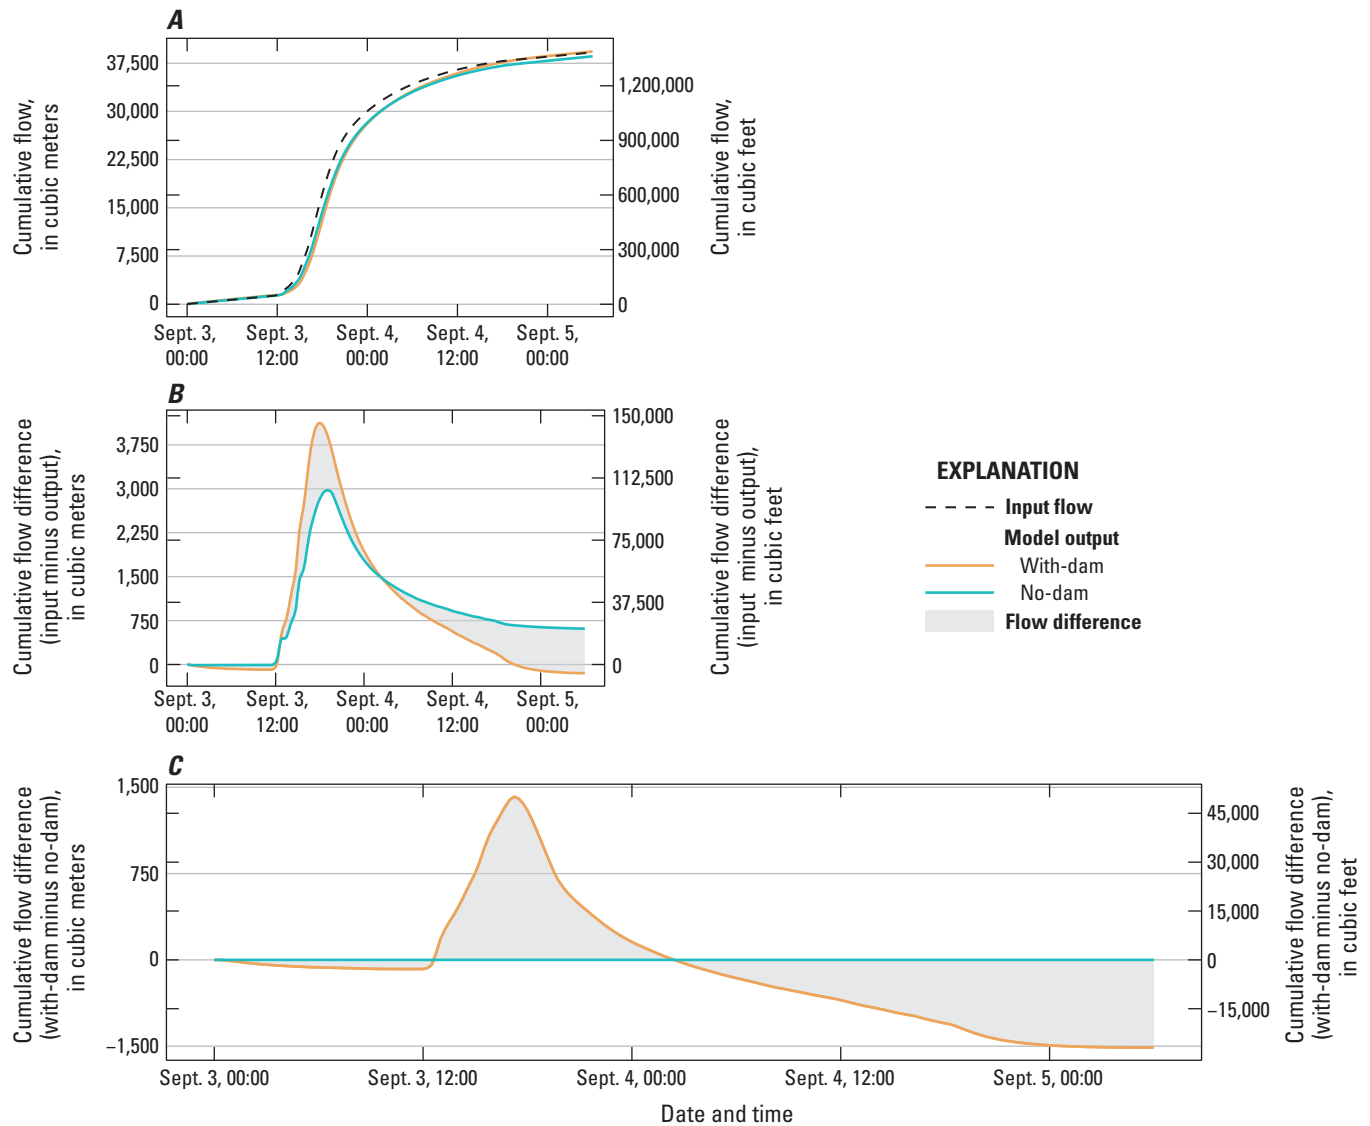 A
Cumulative flow,
in cubic meters
37,500
30,000
22,500
15,000
7,500
0
1,200,000
900,000
600,000
300,000
0
Cumulative flow,
in cubic feet
Sept. 3,
00:00
Sept. 3,
12:00
Sept. 4,
00:00
Sept. 4,
12:00
Sept. 5,
00:00
B
Cumulative flow difference
(input minus output),
in cubic meters
3,750
3,000
2,250
1,500
750
0
150,000
112,500
75,000
37,500
0
Cumulative flow difference
(input minus output),
in cubic feet
Sept. 3,
00:00
Sept. 3,
12:00
Sept. 4,
00:00
Sept. 4,
12:00
Sept. 5,
00:00
EXPLANATION
Input flow
Model output
With-dam
No-dam
Flow difference
C
Cumulative flow difference
(with-dam minus no-dam),
in cubic meters
1,500
750
0
−1,500
45,000
30,000
15,000
0
−15,000
Cumulative flow difference
(with-dam minus no-dam),
in cubic feet
Sept. 3, 00:00
Sept. 3, 12:00
Sept. 4, 00:00
Sept. 4, 12:00
Sept. 5, 00:00
Date and time